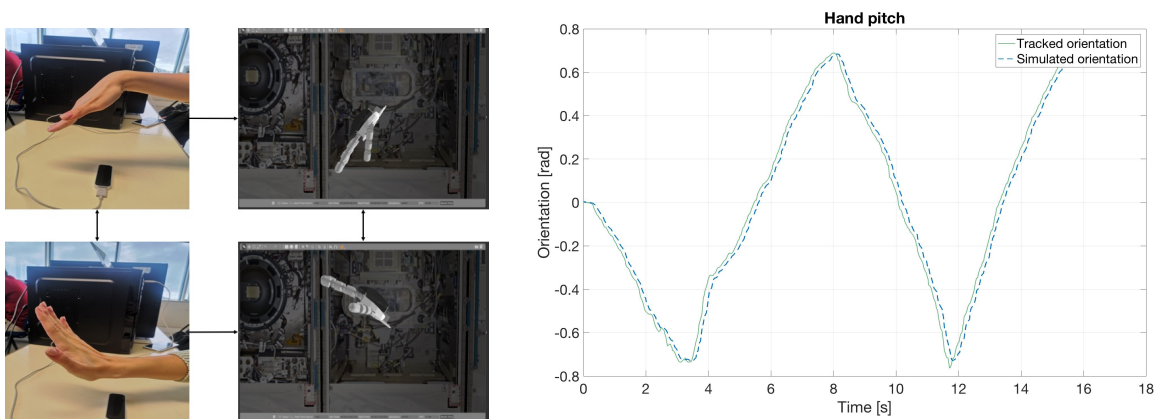 Hand pitch
Tracked orientation
Simulated orientation
Orientation [rad]
0.8
0.6
0.4
0.2
0
-0.2
-0.4
-0.6
-0.8
0 2 4 6 8 10 12 14 16 18
Time [s]